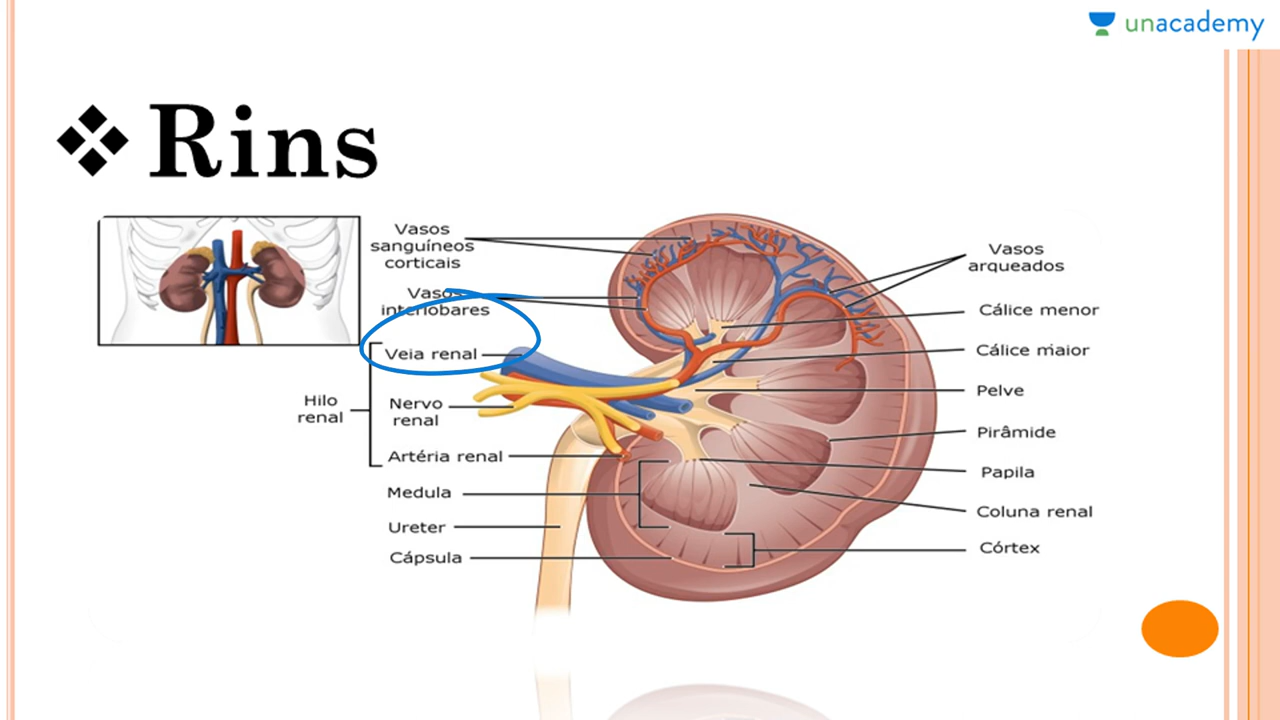 unacademy
Rins
Vasos
sanguíneos
corticais
Vasos
interlobares
Veia renal
Hilo
renal
Nervo
renal
Artéria renal
Medula
Ureter
Cápsula
Vasos
arqueados
Cálice menor
Cálice maior
Pelve
Pirâmide
Papila
Coluna renal
Córtex